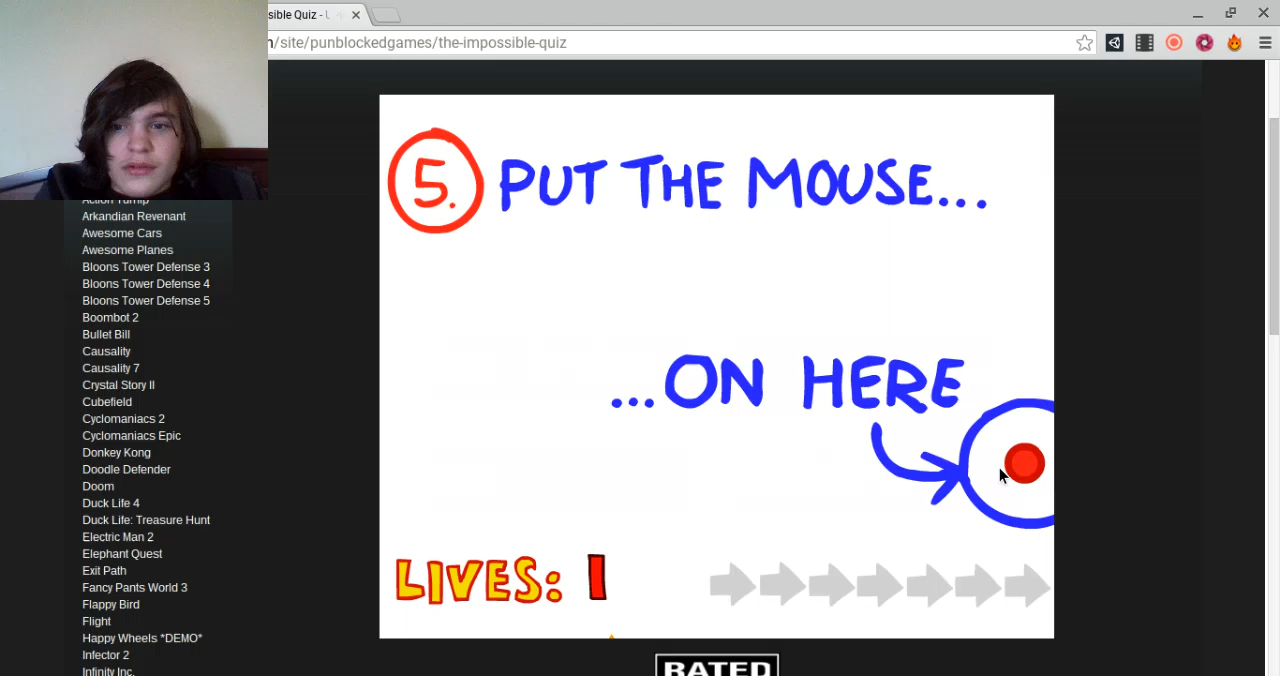 sible Quiz - U
n/site/punblockedgames/the-impossible-quiz
Arkandian Revenant
Awesome Cars
Awesome Planes
Bloons Tower Defense 3
Bloons Tower Defense 4
Bloons Tower Defense 5
Boombot 2
Bullet Bill
Causality
Causality 7
Crystal Story II
Cubefield
Cyclomaniacs 2
Cyclomaniacs Epic
Donkey Kong
Doodle Defender
Doom
Duck Life 4
Duck Life: Treasure Hunt
Electric Man 2
Elephant Quest
Exit Path
Fancy Pants World 3
Flappy Bird
Flight
Happy Wheels *DEMO*
Infector 2
Infinity Inc.
5. PUT THE MOUSE...
...ON HERE
LIVES: 1
RATED